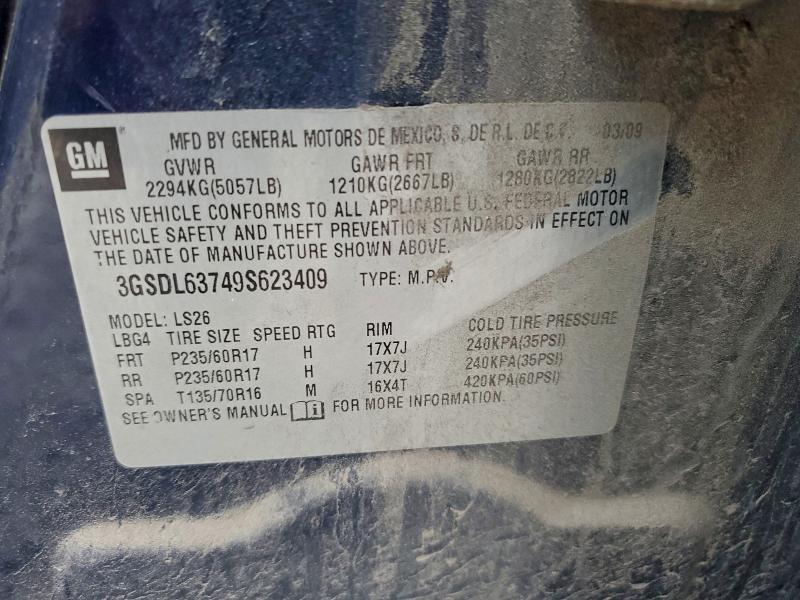 GM
MFD BY GENERAL MOTORS DE MEXICO, S, DE R.L. DE C.V. 03/09
GVWR GAWR FRT GAWR RR
2294KG(5057LB) 1210KG(2667LB) 1280KG(2822LB)
THIS VEHICLE CONFORMS TO ALL APPLICABLE U.S. FEDERAL MOTOR
VEHICLE SAFETY AND THEFT PREVENTION STANDARDS IN EFFECT ON
THE DATE OF MANUFACTURE SHOWN ABOVE.
3GSDL63749S623409 TYPE: M.P.V.
MODEL: LS26
LBG4 TIRE SIZE SPEED RTG RIM COLD TIRE PRESSURE
FRT P235/60R17 H 17X7J 240KPA(35PSI)
RR P235/60R17 H 17X7J 240KPA(35PSI)
SPA T135/70R16 M 16X4T 420KPA(60PSI)
SEE OWNER'S MANUAL i FOR MORE INFORMATION.